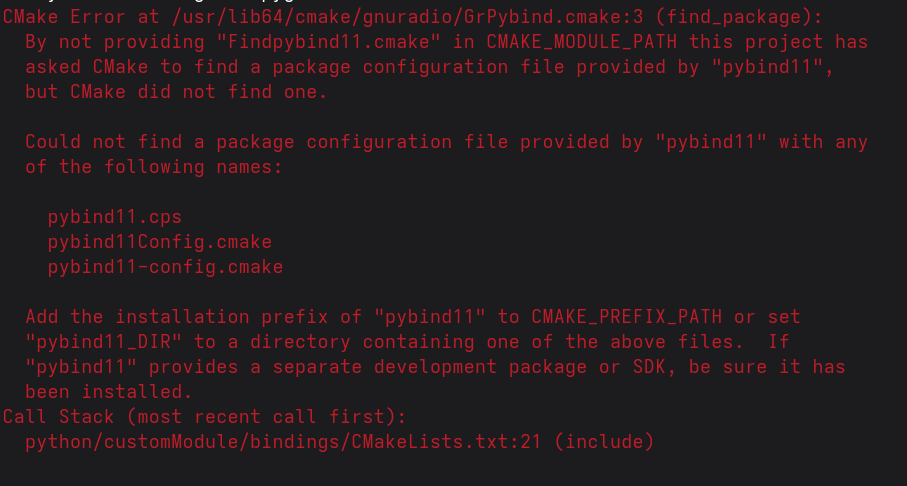 CMake Error at /usr/lib64/cmake/gnuradio/GrPybind.cmake:3 (find_package):
  By not providing "Findpybind11.cmake" in CMAKE_MODULE_PATH this project has
  asked CMake to find a package configuration file provided by "pybind11",
  but CMake did not find one.

  Could not find a package configuration file provided by "pybind11" with any
  of the following names:

    pybind11.cps
    pybind11Config.cmake
    pybind11-config.cmake

  Add the installation prefix of "pybind11" to CMAKE_PREFIX_PATH or set
  "pybind11_DIR" to a directory containing one of the above files.  If
  "pybind11" provides a separate development package or SDK, be sure it has
  been installed.
Call Stack (most recent call first):
  python/customModule/bindings/CMakeLists.txt:21 (include)